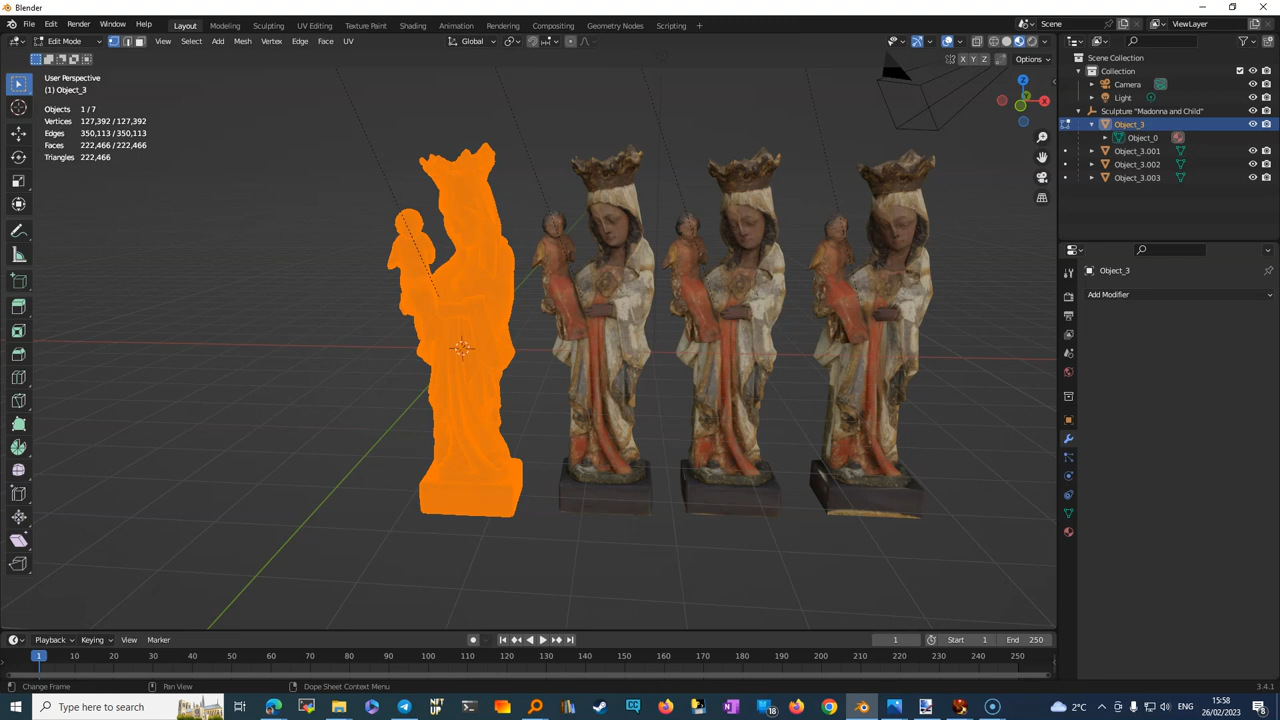 Blender
File Edit Render Window Help Layout Modeling Sculpting UV Editing Texture Paint Shading Animation Rendering Compositing Geometry Nodes Scripting + Scene ViewLayer
Edit Mode View Select Add Mesh Vertex Edge Face UV Global
X Y Z Options
User Perspective
(1) Object_3
Objects 1 / 7
Vertices 127,392 / 127,392
Edges 350,113 / 350,113
Faces 222,466 / 222,466
Triangles 222,466
Z
Y
X
Scene Collection
Collection
Camera
Light
Sculpture "Madonna and Child"
Object_3
Object_0
Object_3.001
Object_3.002
Object_3.003
Object_3
Add Modifier
Playback Keying View Marker 1 Start 1 End 250
1 10 20 30 40 50 60 70 80 90 100 110 120 130 140 150 160 170 180 190 200 210 220 230 240 250
Change Frame Pan View Dope Sheet Context Menu 3.4.1
Type here to search
NFT
UP
CC
18
2°C
ENG
15:58
26/02/2023